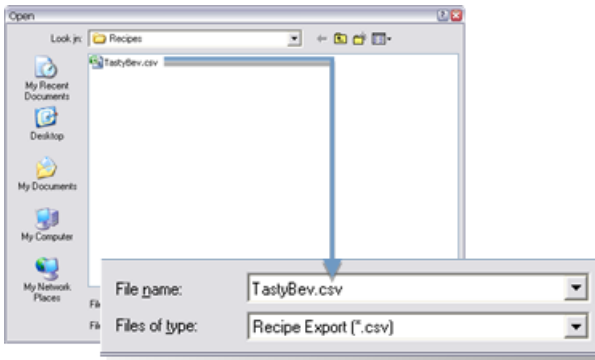 Open
Look in: Recipes
TastyBev.csv
My Recent
Documents
Desktop
My Documents
My Computer
My Network
Places
File name: TastyBev.csv
Files of type: Recipe Export (*.csv)